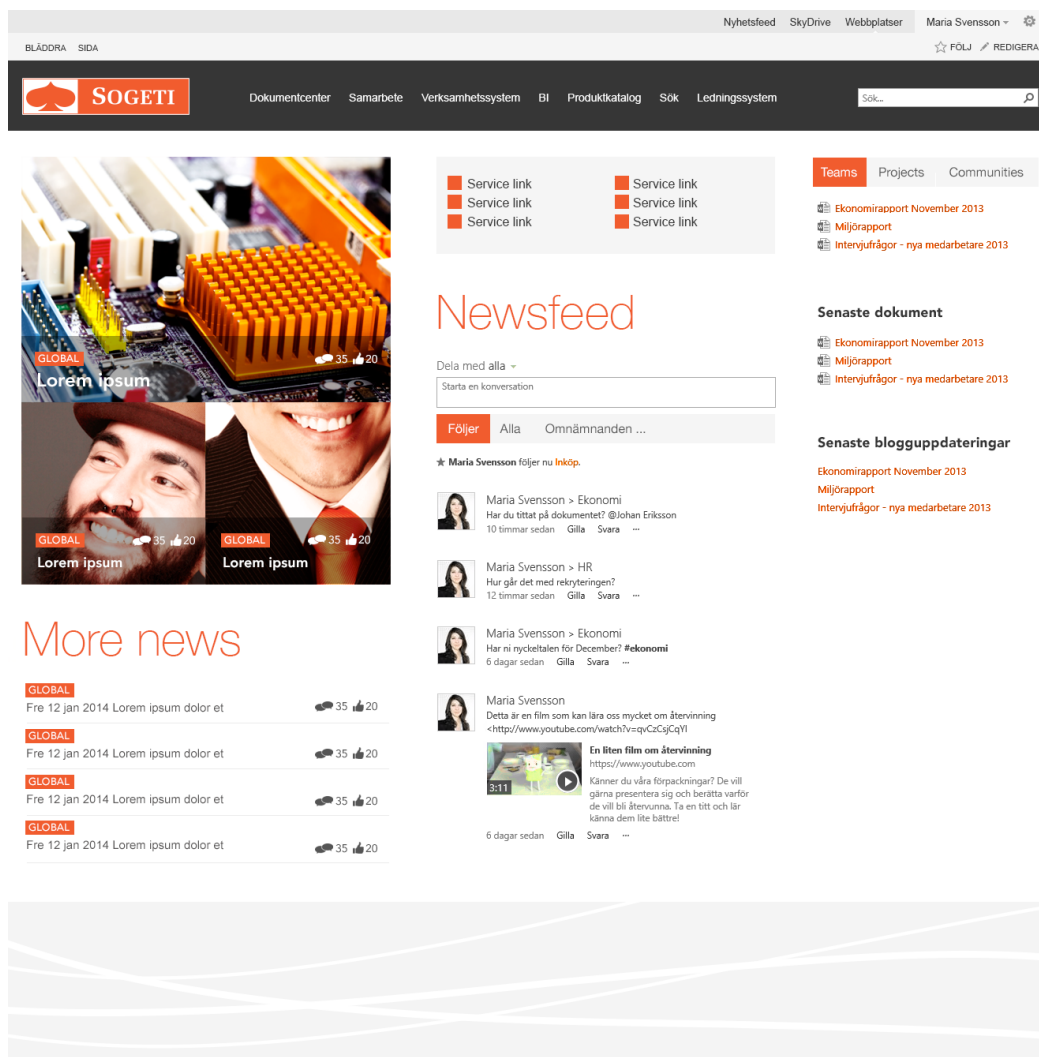 Nyhetsfeed SkyDrive Webbplatser Maria Svensson
BLÄDDRA SIDA FÖLJ REDIGERA
SOGETI
Dokumentcenter Samarbete Verksamhetssystem BI Produktkatalog Sök Ledningssystem
Sök...
GLOBAL 35 20
Lorem ipsum
GLOBAL 35 20
Lorem ipsum
GLOBAL 35 20
Lorem ipsum
More news
GLOBAL
Fre 12 jan 2014 Lorem ipsum dolor et 35 20
GLOBAL
Fre 12 jan 2014 Lorem ipsum dolor et 35 20
GLOBAL
Fre 12 jan 2014 Lorem ipsum dolor et 35 20
GLOBAL
Fre 12 jan 2014 Lorem ipsum dolor et 35 20
Service link Service link
Service link Service link
Service link Service link
Newsfeed
Dela med alla
Starta en konversation
Följer Alla Omnämnanden ...
Maria Svensson följer nu Inköp.
Maria Svensson > Ekonomi
Har du tittat på dokumentet? @Johan Eriksson
10 timmar sedan Gilla Svara ...
Maria Svensson > HR
Hur går det med rekryteringen?
12 timmar sedan Gilla Svara ...
Maria Svensson > Ekonomi
Har ni nyckeltalen för December? #ekonomi
6 dagar sedan Gilla Svara ...
Maria Svensson
Detta är en film som kan lära oss mycket om återvinning
<http://www.youtube.com/watch?v=qvCzCsjCqYI
3:11
En liten film om återvinning
https://www.youtube.com
Känner du våra förpackningar? De vill
gärna presentera sig och berätta varför
de vill bli återvunna. Ta en titt och lär
känna dem lite bättre!
6 dagar sedan Gilla Svara ...
Teams Projects Communities
Ekonomirapport November 2013
Miljörapport
Intervjufrågor - nya medarbetare 2013
Senaste dokument
Ekonomirapport November 2013
Miljörapport
Intervjufrågor - nya medarbetare 2013
Senaste blogguppdateringar
Ekonomirapport November 2013
Miljörapport
Intervjufrågor - nya medarbetare 2013